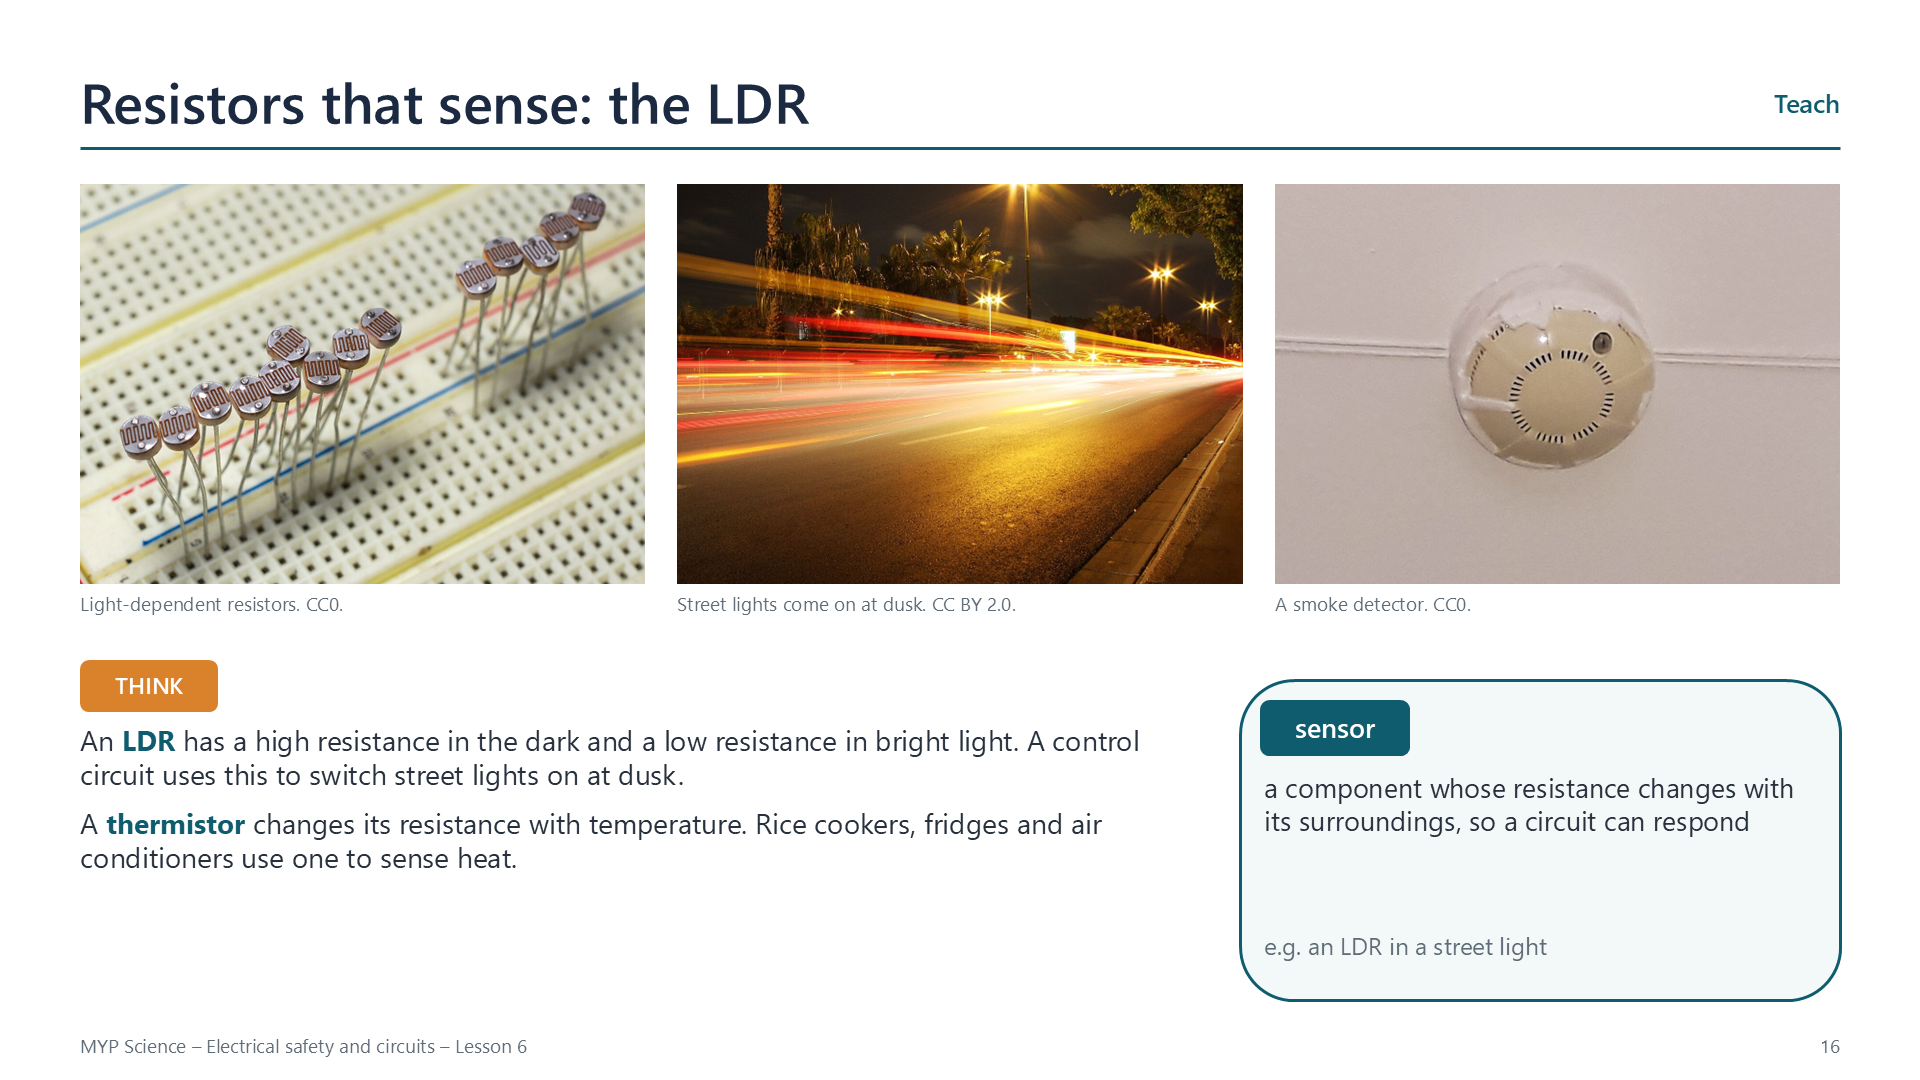 Resistors that sense: the LDR
Teach
Light-dependent resistors. CC0.
Street lights come on at dusk. CC BY 2.0.
A smoke detector. CC0.
THINK
An LDR has a high resistance in the dark and a low resistance in bright light. A control
circuit uses this to switch street lights on at dusk.
A thermistor changes its resistance with temperature. Rice cookers, fridges and air
conditioners use one to sense heat.
sensor
a component whose resistance changes with
its surroundings, so a circuit can respond
e.g. an LDR in a street light
MYP Science – Electrical safety and circuits – Lesson 6
16